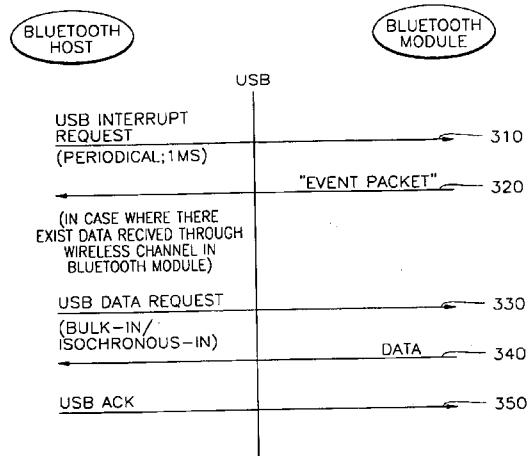 BLUETOOTH
HOST
BLUETOOTH
MODULE
USB
USB INTERRUPT
REQUEST
(PERIODICAL;1MS)
310
"EVENT PACKET"
320
(IN CASE WHERE THERE
EXIST DATA RECIVED THROUGH
WIRELESS CHANNEL IN
BLUETOOTH MODULE)
USB DATA REQUEST
330
(BULK-IN/
ISOCHRONOUS-IN)
DATA
340
USB ACK
350